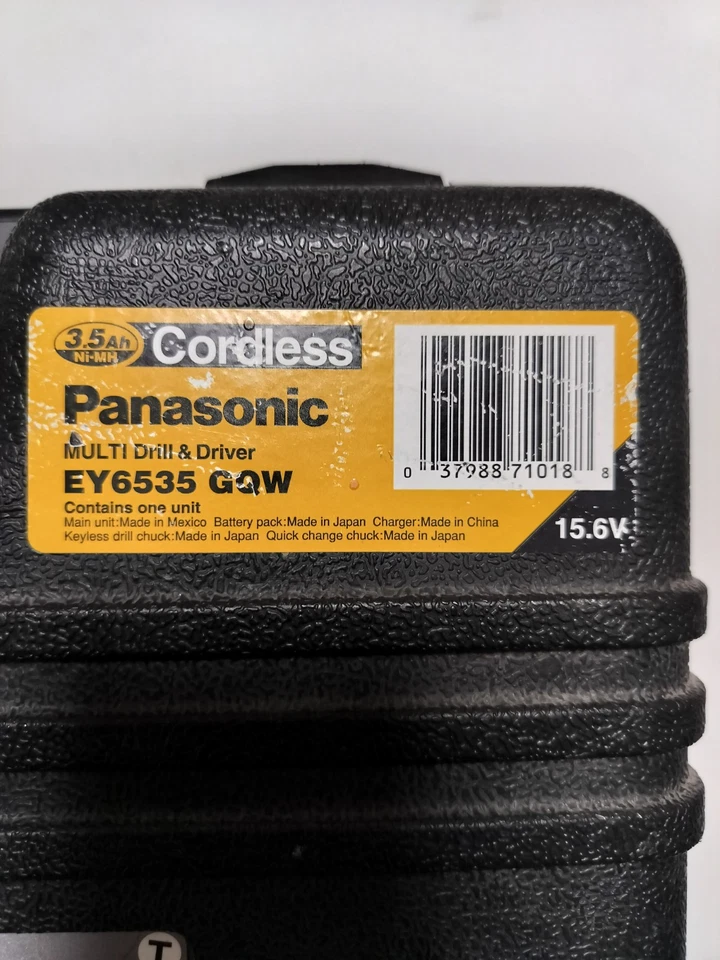 3.5Ah
Ni-MH
Cordless
Panasonic
MULTI Drill & Driver
EY6535 GQW
Contains one unit
Main unit:Made in Mexico Battery pack:Made in Japan Charger:Made in China
Keyless drill chuck:Made in Japan Quick change chuck:Made in Japan
0 37988 71018 8
15.6V
T